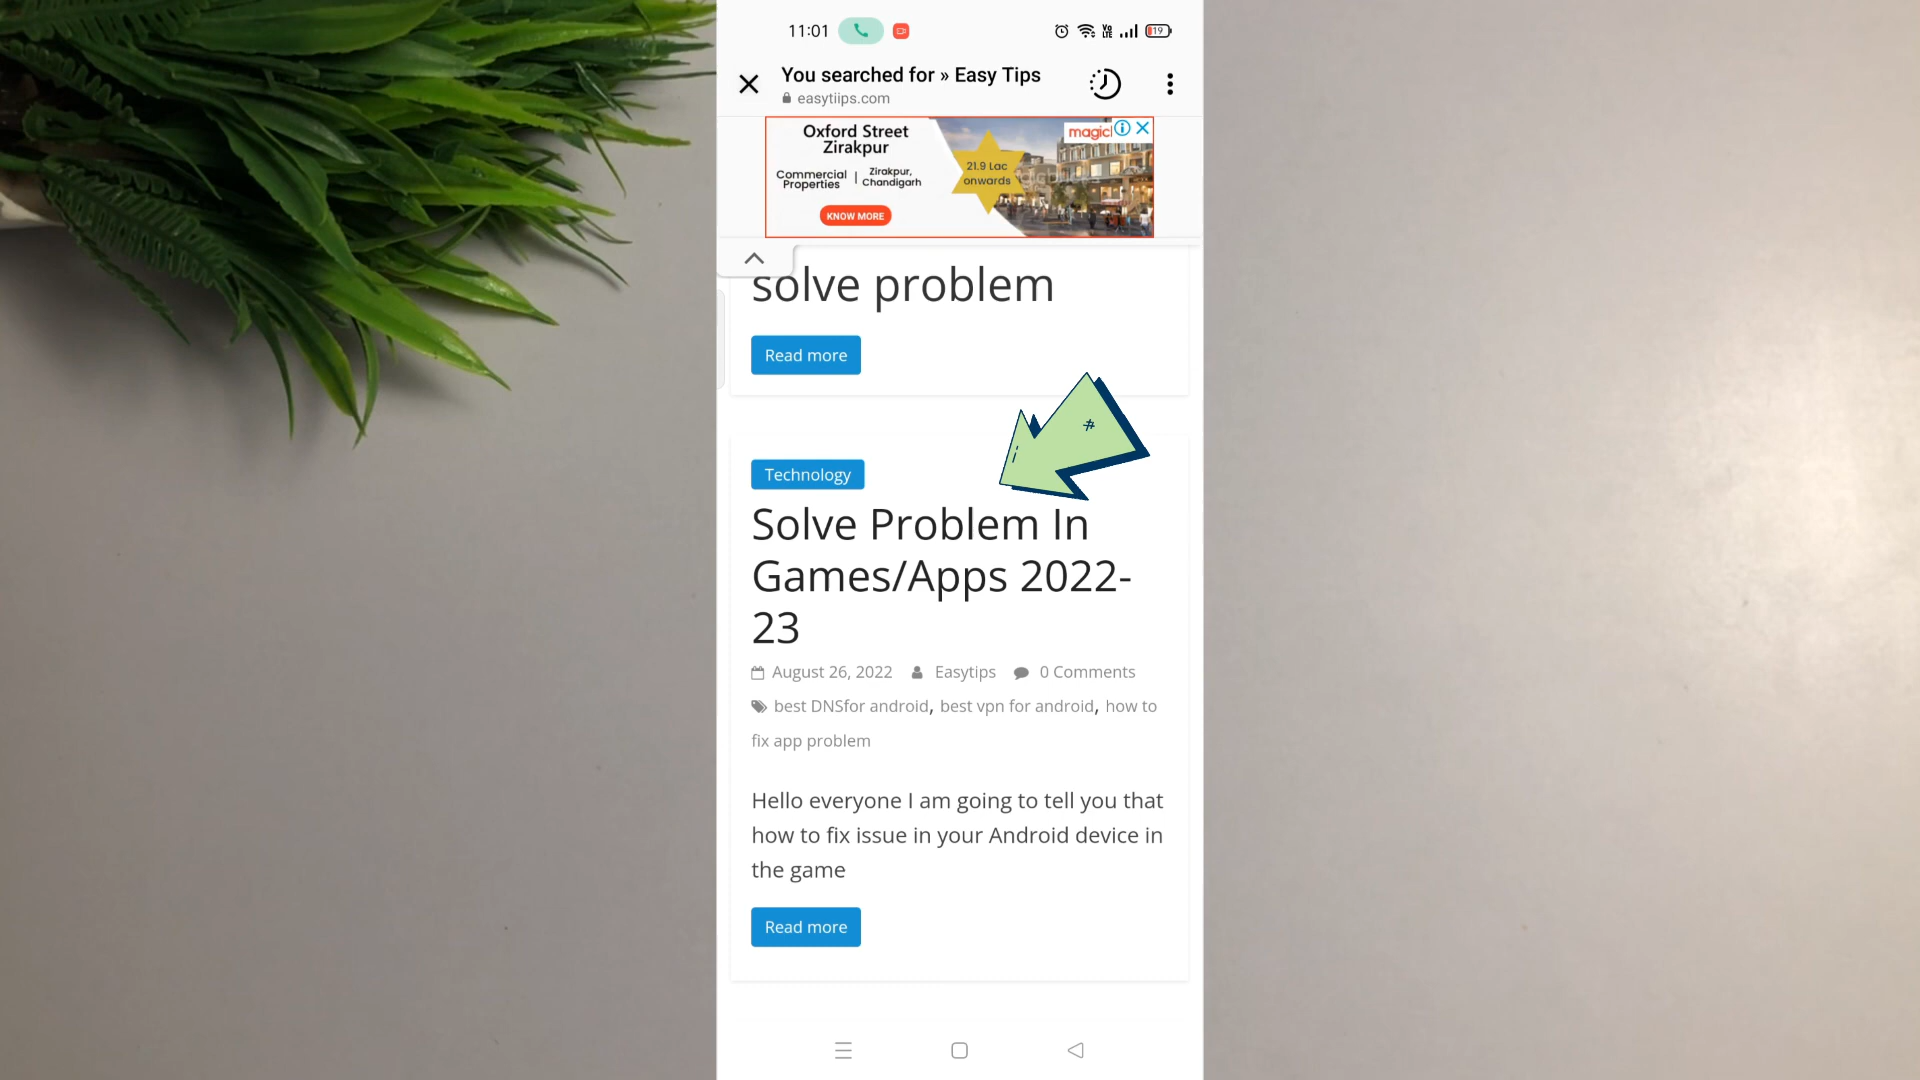 11:01
19
You searched for » Easy Tips
easytiips.com
Oxford Street
Zirakpur
Commercial
Properties
Zirakpur,
Chandigarh
KNOW MORE
21.9 Lac
onwards
magic
solve problem
Read more
#
Technology
Solve Problem In
Games/Apps 2022-
23
August 26, 2022 Easytips 0 Comments
best DNSfor android, best vpn for android, how to
fix app problem
Hello everyone I am going to tell you that
how to fix issue in your Android device in
the game
Read more